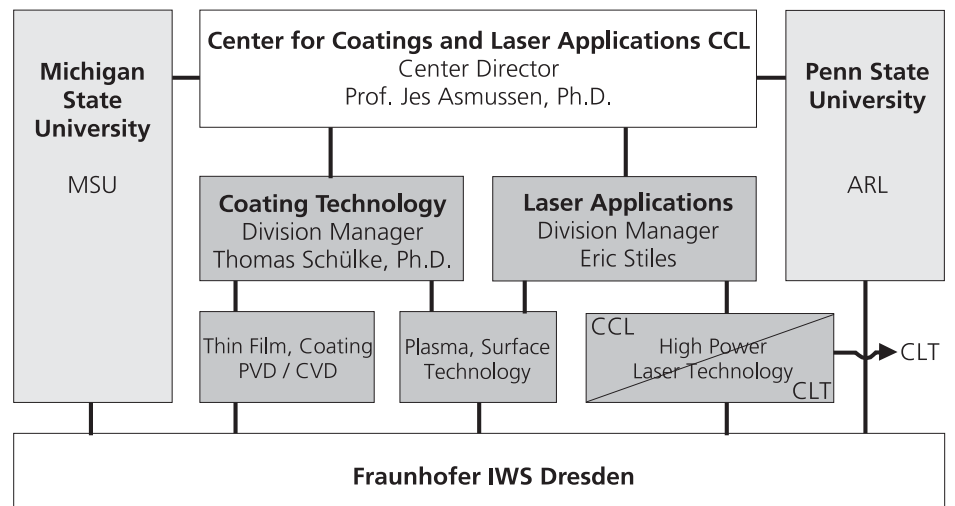 Michigan
State
University
MSU
Center for Coatings and Laser Applications CCL
Center Director
Prof. Jes Asmussen, Ph.D.
Penn State
University
ARL
Coating Technology
Division Manager
Thomas Schülke, Ph.D.
Laser Applications
Division Manager
Eric Stiles
Thin Film, Coating
PVD / CVD
Plasma, Surface
Technology
CCL
High Power
Laser Technology
CLT
CLT
Fraunhofer IWS Dresden